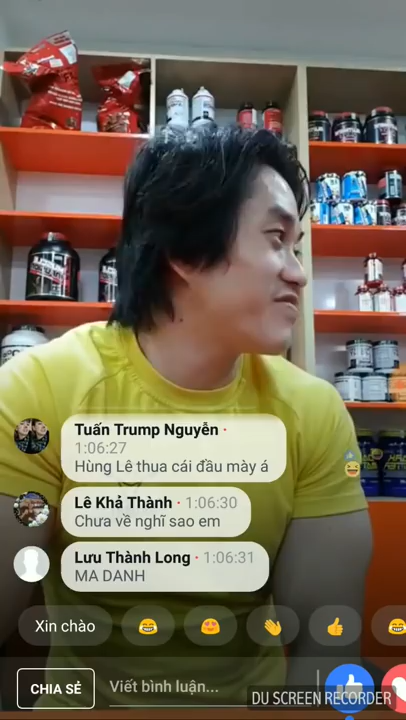 Tuấn Trump Nguyễn ·
1:06:27
Hùng Lê thua cái đầu mày á
Lê Khả Thành · 1:06:30
Chưa về nghĩ sao em
Lưu Thành Long · 1:06:31
MA DANH
Xin chào
CHIA SẺ
Viết bình luận...
DU SCREEN RECORDER